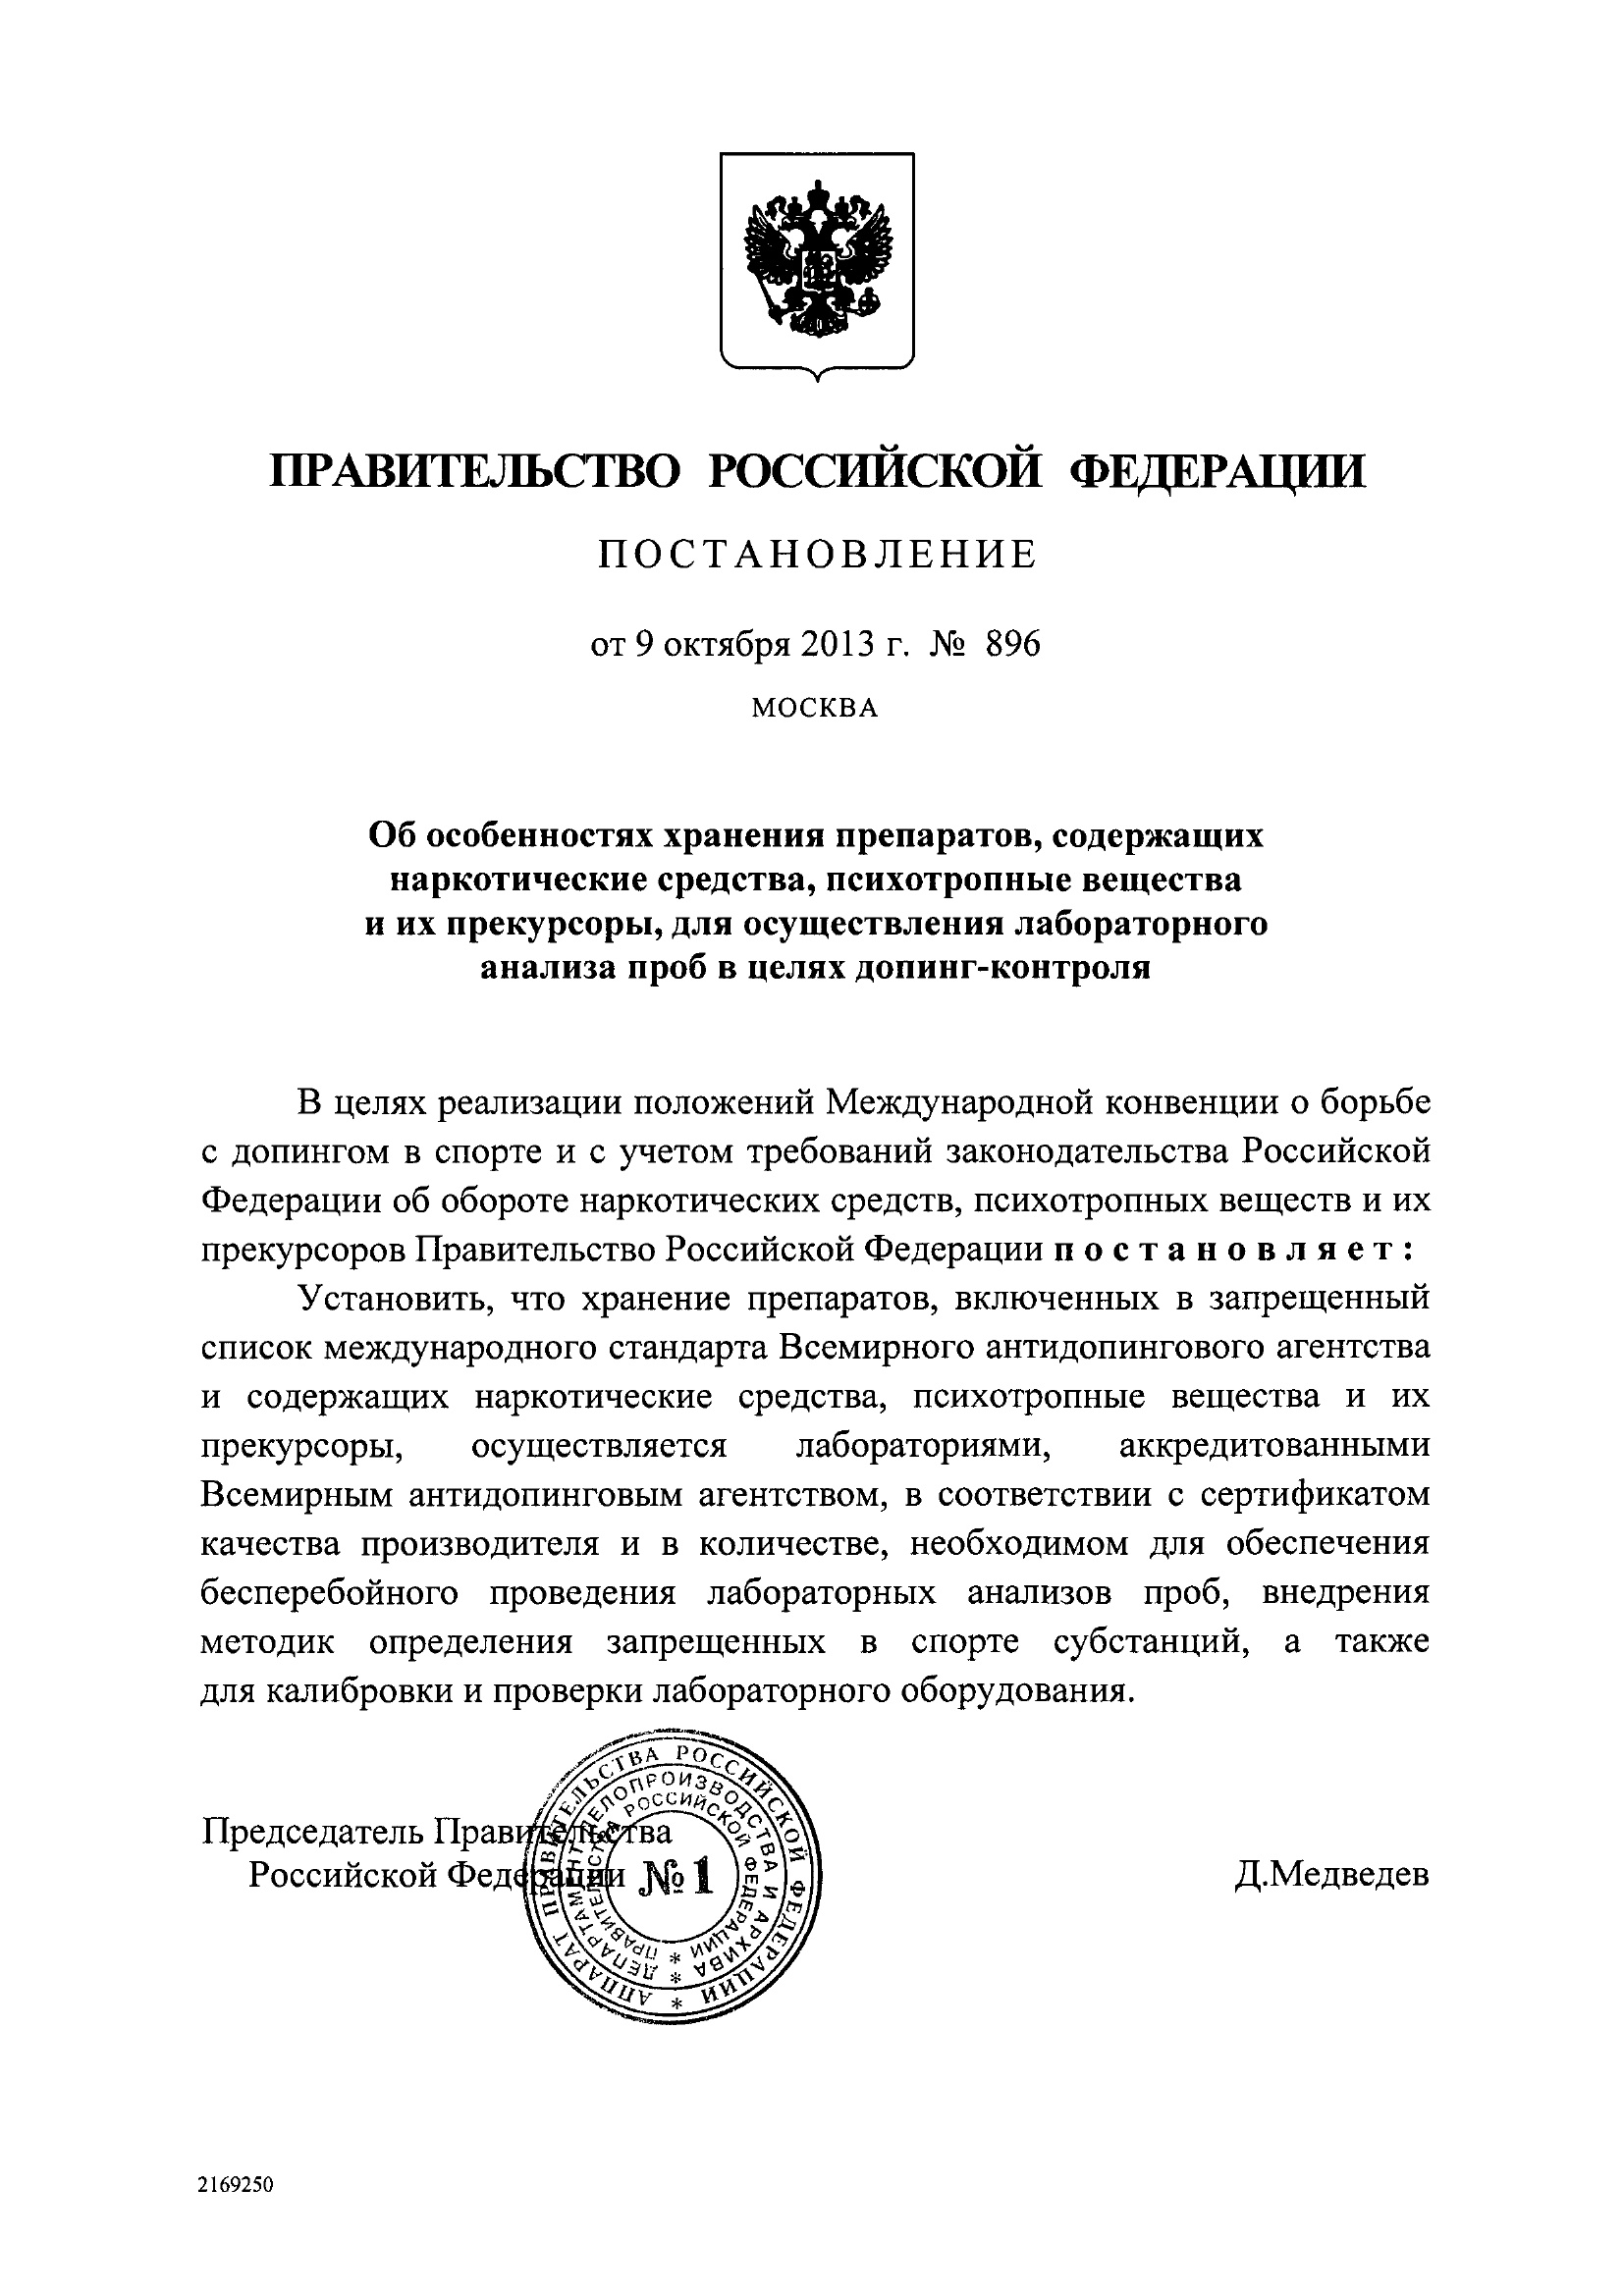 ПРАВИТЕЛЬСТВО РОССИЙСКОЙ ФЕДЕРАЦИИ
ПОСТАНОВЛЕНИЕ
от 9 октября 2013 г. № 896
МОСКВА
Об особенностях хранения препаратов, содержащих
наркотические средства, психотропные вещества
и их прекурсоры, для осуществления лабораторного
анализа проб в целях допинг-контроля
В целях реализации положений Международной конвенции о борьбе
с допингом в спорте и с учетом требований законодательства Российской
Федерации об обороте наркотических средств, психотропных веществ и их
прекурсоров Правительство Российской Федерации постановляет:
Установить, что хранение препаратов, включенных в запрещенный
список международного стандарта Всемирного антидопингового агентства
и содержащих наркотические средства, психотропные вещества и их
прекурсоры, осуществляется лабораториями, аккредитованными
Всемирным антидопинговым агентством, в соответствии с сертификатом
качества производителя и в количестве, необходимом для обеспечения
бесперебойного проведения лабораторных анализов проб, внедрения
методик определения запрещенных в спорте субстанций, а также
для калибровки и проверки лабораторного оборудования.
Председатель Правительства
Российской Федерации
Д.Медведев
АППАРАТ ПРАВИТЕЛЬСТВА РОССИЙСКОЙ ФЕДЕРАЦИИ *
ДЕПАРТАМЕНТ ДЕЛОПРОИЗВОДСТВА И АРХИВА *
ПРАВИТЕЛЬСТВА РОССИЙСКОЙ ФЕДЕРАЦИИ *
№1
2169250